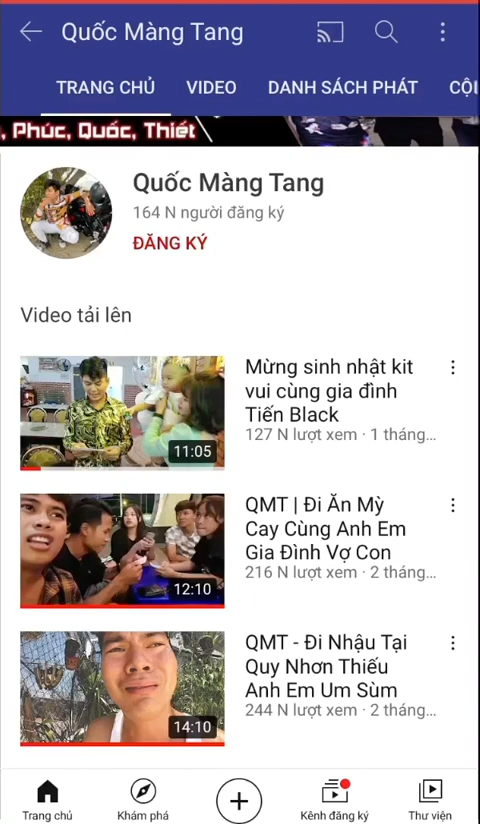 Quốc Màng Tang
TRANG CHỦ VIDEO DANH SÁCH PHÁT CỘ
, Phúc, Quốc, Thiết
Quốc Màng Tang
164 N người đăng ký
ĐĂNG KÝ
Video tải lên
Mừng sinh nhật kit
vui cùng gia đình
Tiến Black
127 N lượt xem · 1 tháng...
11:05
QMT | Đi Ăn Mỳ
Cay Cùng Anh Em
Gia Đình Vợ Con
216 N lượt xem · 2 tháng...
12:10
QMT - Đi Nhậu Tại
Quy Nhơn Thiếu
Anh Em Um Sùm
244 N lượt xem · 2 tháng...
14:10
Trang chủ Khám phá Kênh đăng ký Thư viện